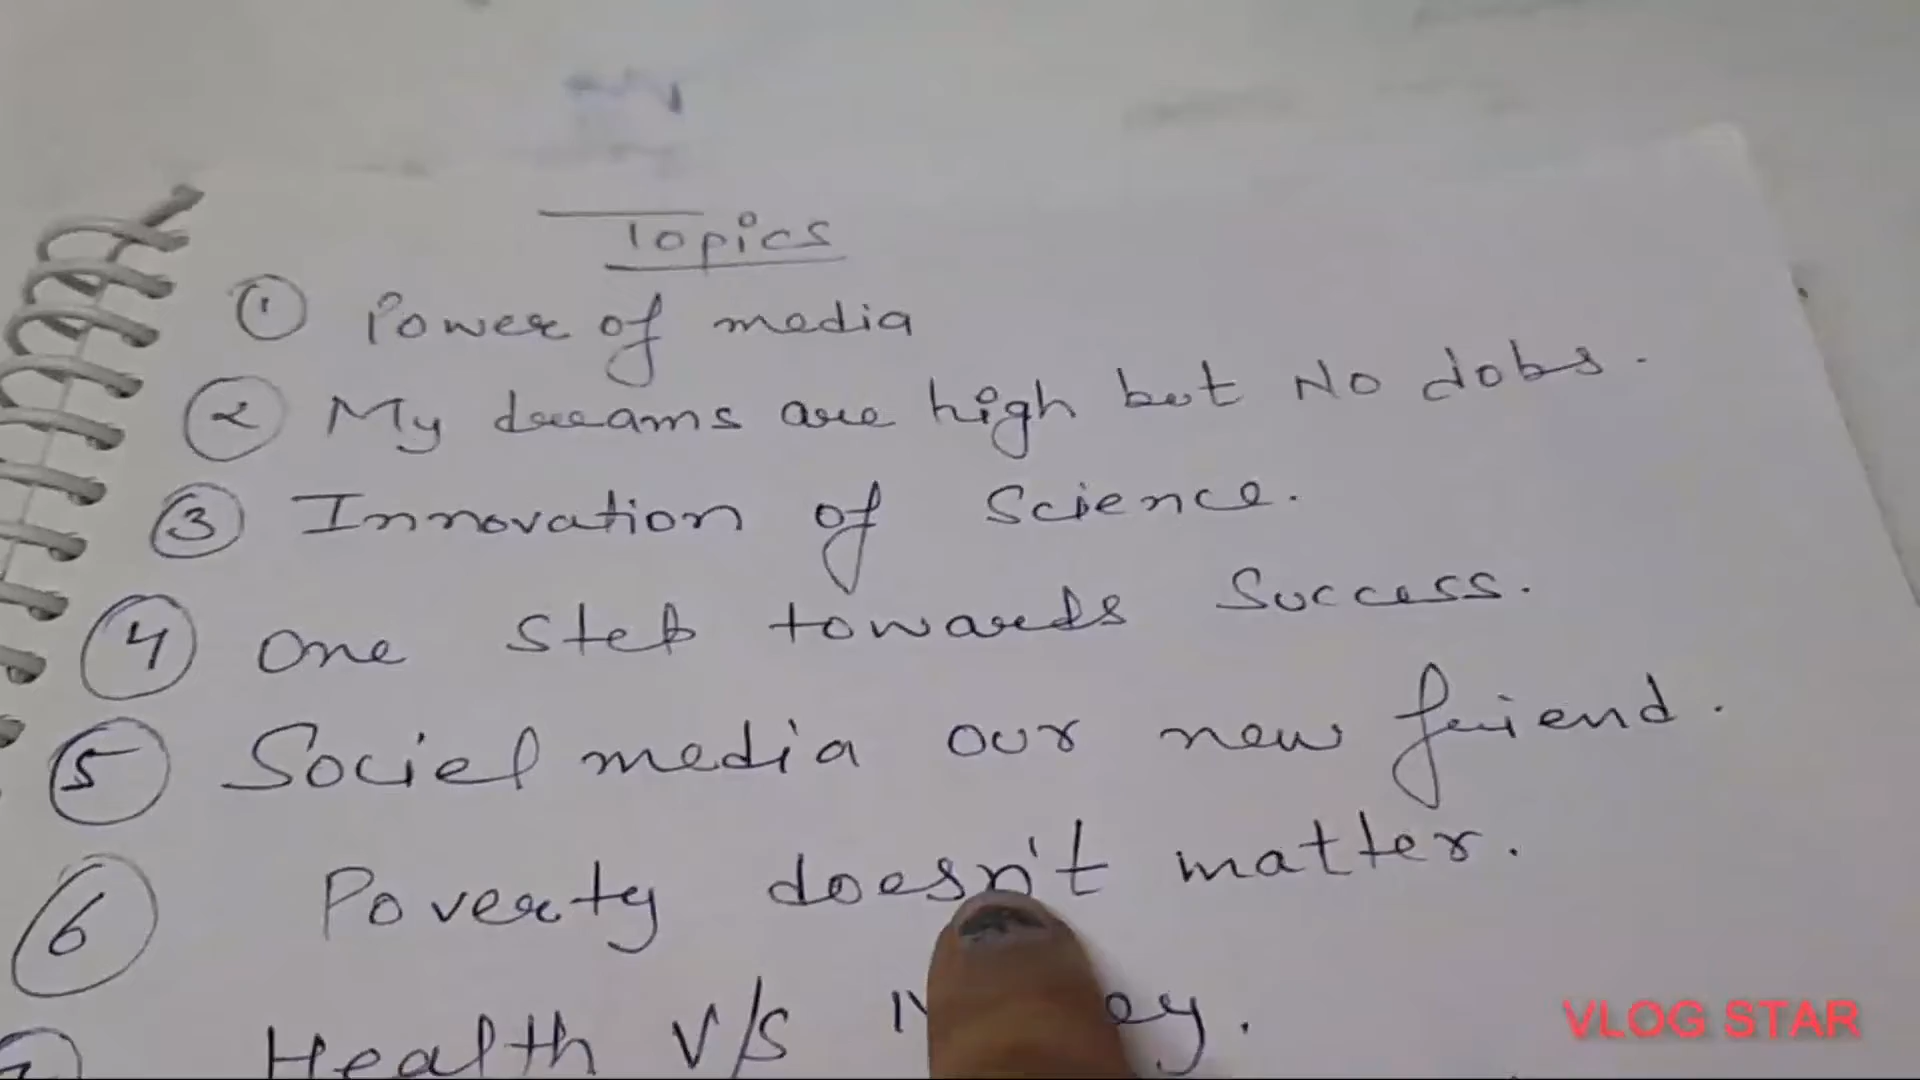 Topics
① Power of media
② My dreams are high but No Jobs.
③ Innovation of Science.
④ One Step towards Success.
⑤ Sociel media our new friend.
⑥ Poverty doesn't matter.
Health V/s
VLOG STAR